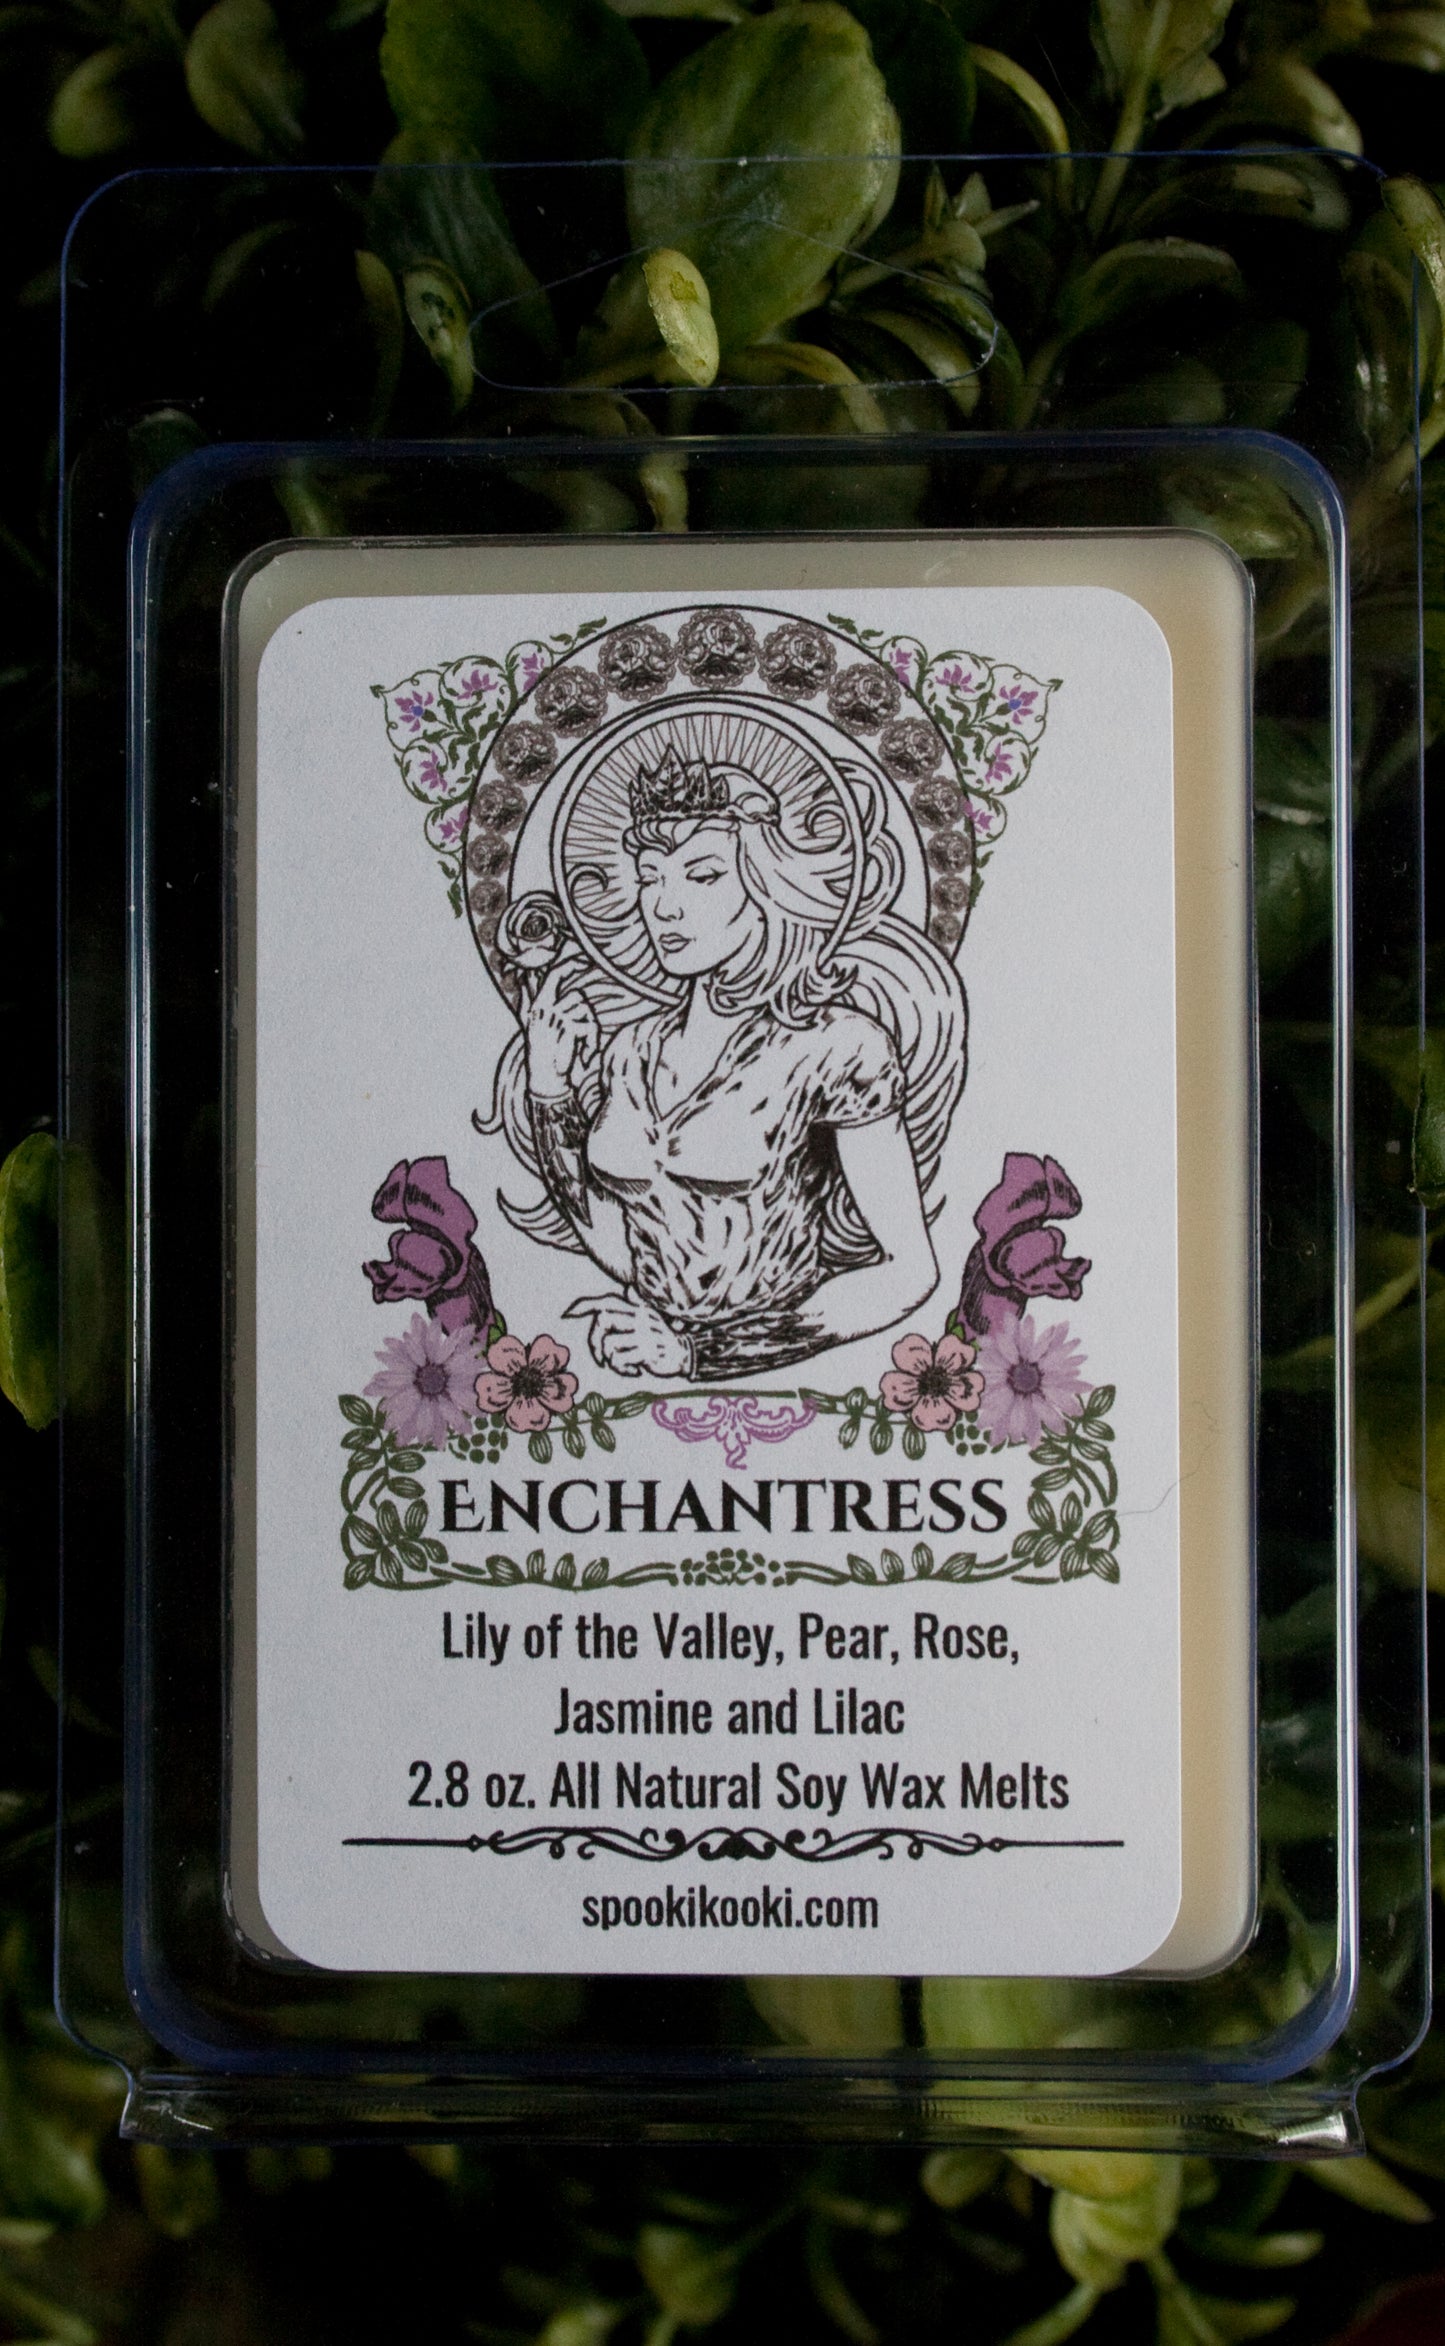 Enchantress
Lily of the Valley, Pear, Rose,
Jasmine and Lilac
2.8 oz. All Natural Soy Wax Melts
spookikooki.com